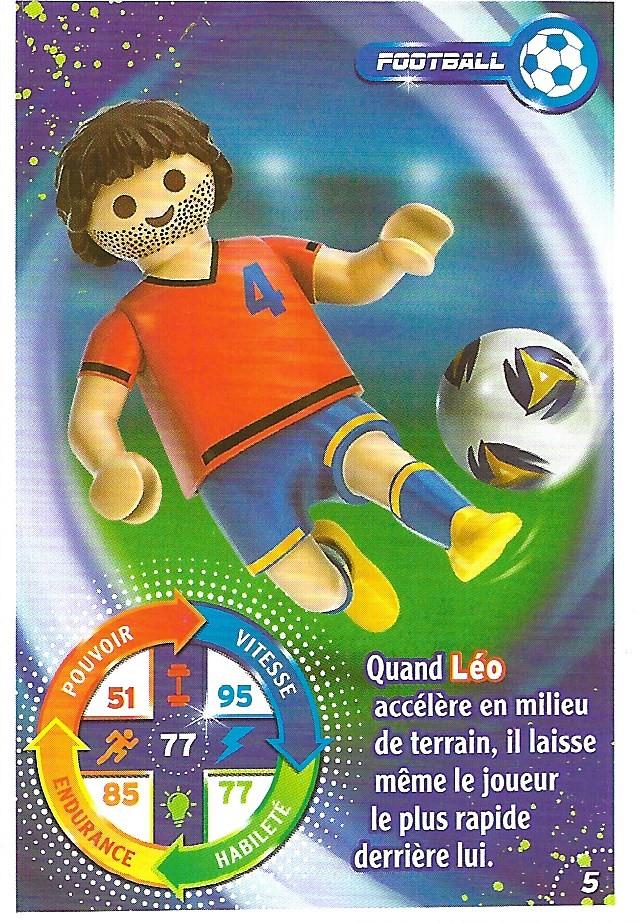 FOOTBALL
4
POUVOIR
VITESSE
51
95
77
85
77
ENDURANCE
HABILETÉ
Quand Léo
accélère en milieu
de terrain, il laisse
même le joueur
le plus rapide
derrière lui.
5